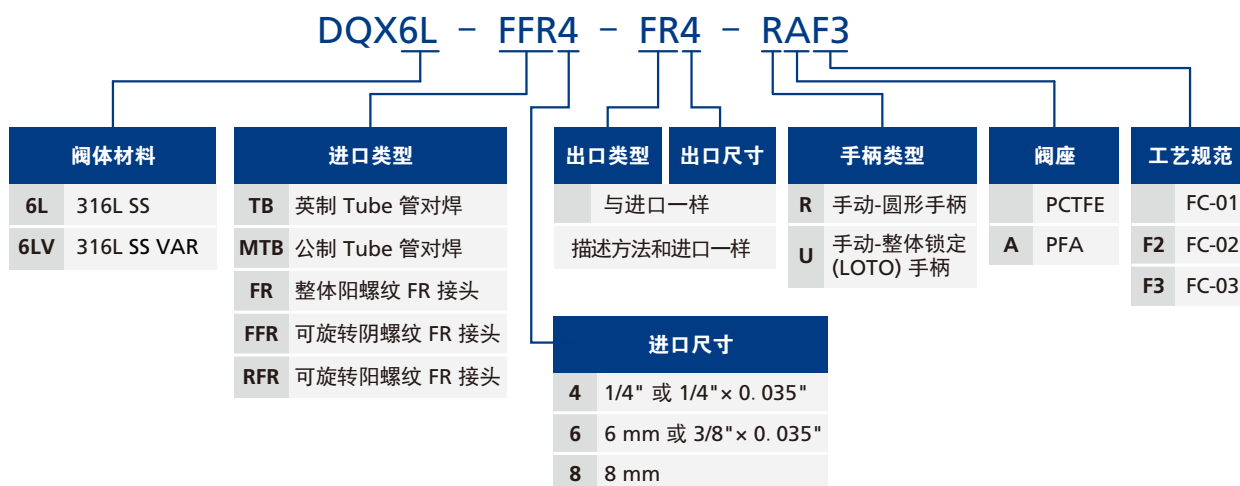 DQX6L – FFR4 – FR4 – RAF3
阀体材料
6L 316L SS
6LV 316L SS VAR
进口类型
TB 英制 Tube 管对焊
MTB 公制 Tube 管对焊
FR 整体阳螺纹 FR 接头
FFR 可旋转阴螺纹 FR 接头
RFR 可旋转阳螺纹 FR 接头
出口类型 出口尺寸
与进口一样
描述方法和进口一样
进口尺寸
4 1/4" 或 1/4"× 0. 035"
6 6 mm 或 3/8"× 0. 035"
8 8 mm
手柄类型
R 手动-圆形手柄
U 手动-整体锁定
(LOTO) 手柄
阀座
PCTFE
A PFA
工艺规范
FC-01
F2 FC-02
F3 FC-03